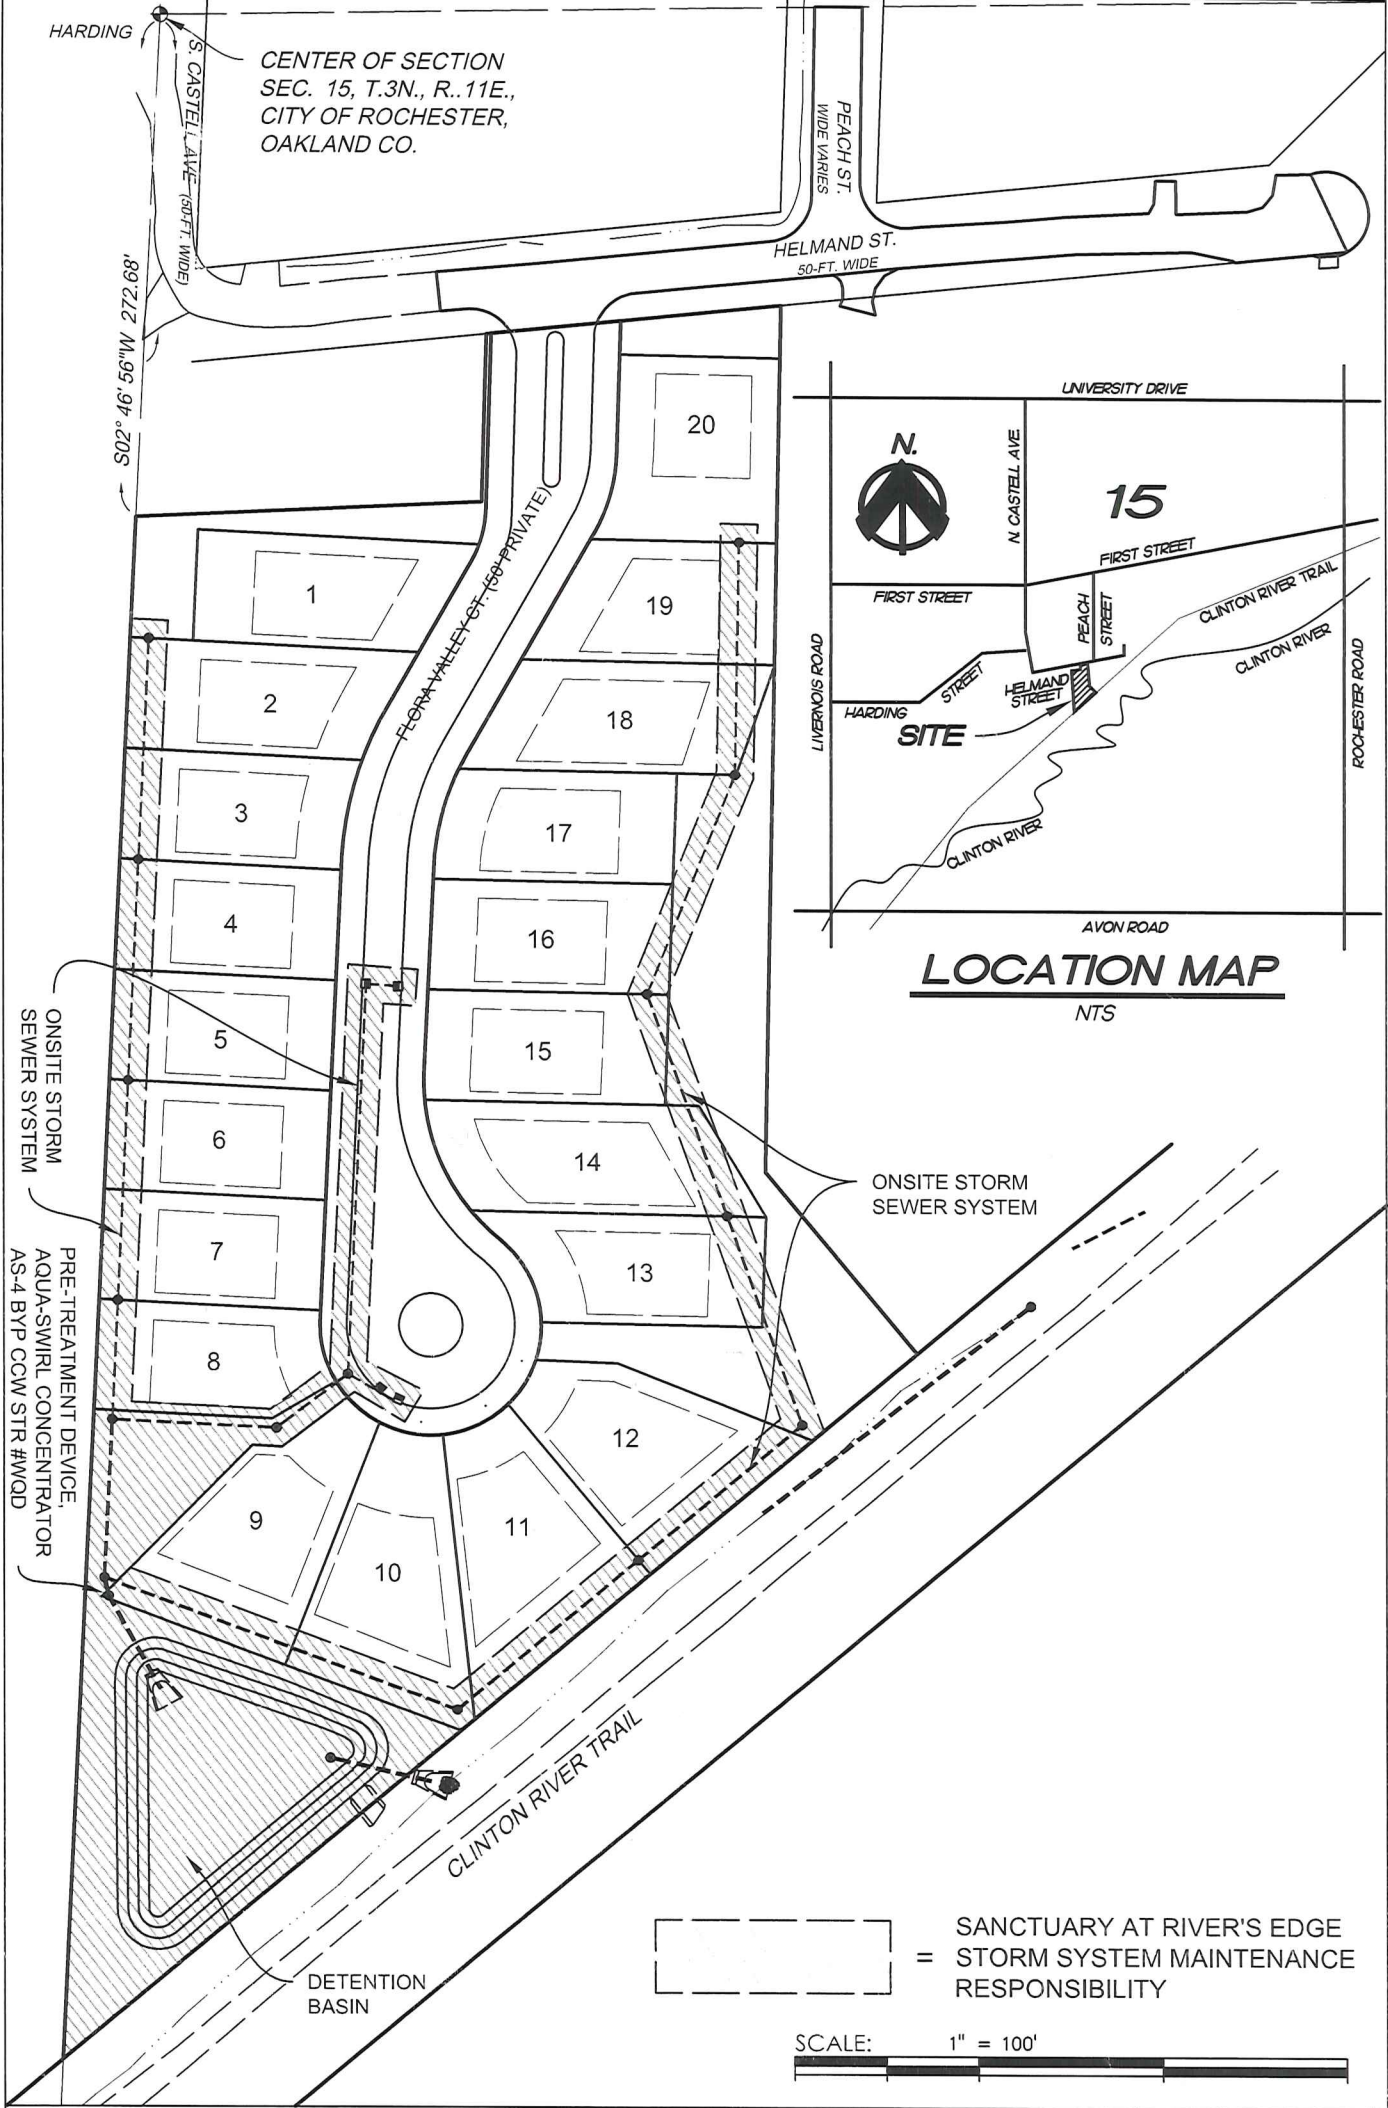 HARDING
S. CASTELL AVE (50-FT. WIDE)
CENTER OF SECTION
SEC. 15, T.3N., R..11E.,
CITY OF ROCHESTER,
OAKLAND CO.
PEACH ST.
WIDE VARIES
HELMAND ST.
50-FT. WIDE
S02° 46' 56"W 272.68'
FLORA VALLEY CT. (50' PRIVATE)
20
1
19
2
18
3
17
4
16
5
15
6
14
7
13
8
12
9
11
10
UNIVERSITY DRIVE
N.
N. CASTELL AVE.
15
FIRST STREET
FIRST STREET
PEACH
STREET
CLINTON RIVER TRAIL
CLINTON RIVER
LIVERNOIS ROAD
ROCHESTER ROAD
HARDING
STREET
HELMAND
STREET
SITE
CLINTON RIVER
AVON ROAD
LOCATION MAP
NTS
ONSITE STORM
SEWER SYSTEM
ONSITE STORM
SEWER SYSTEM
PRE-TREATMENT DEVICE,
AQUA-SWIRL CONCENTRATOR
AS-4 BYP CCW STR #WQD
CLINTON RIVER TRAIL
DETENTION
BASIN
SANCTUARY AT RIVER'S EDGE
= STORM SYSTEM MAINTENANCE
RESPONSIBILITY
SCALE: 1" = 100'